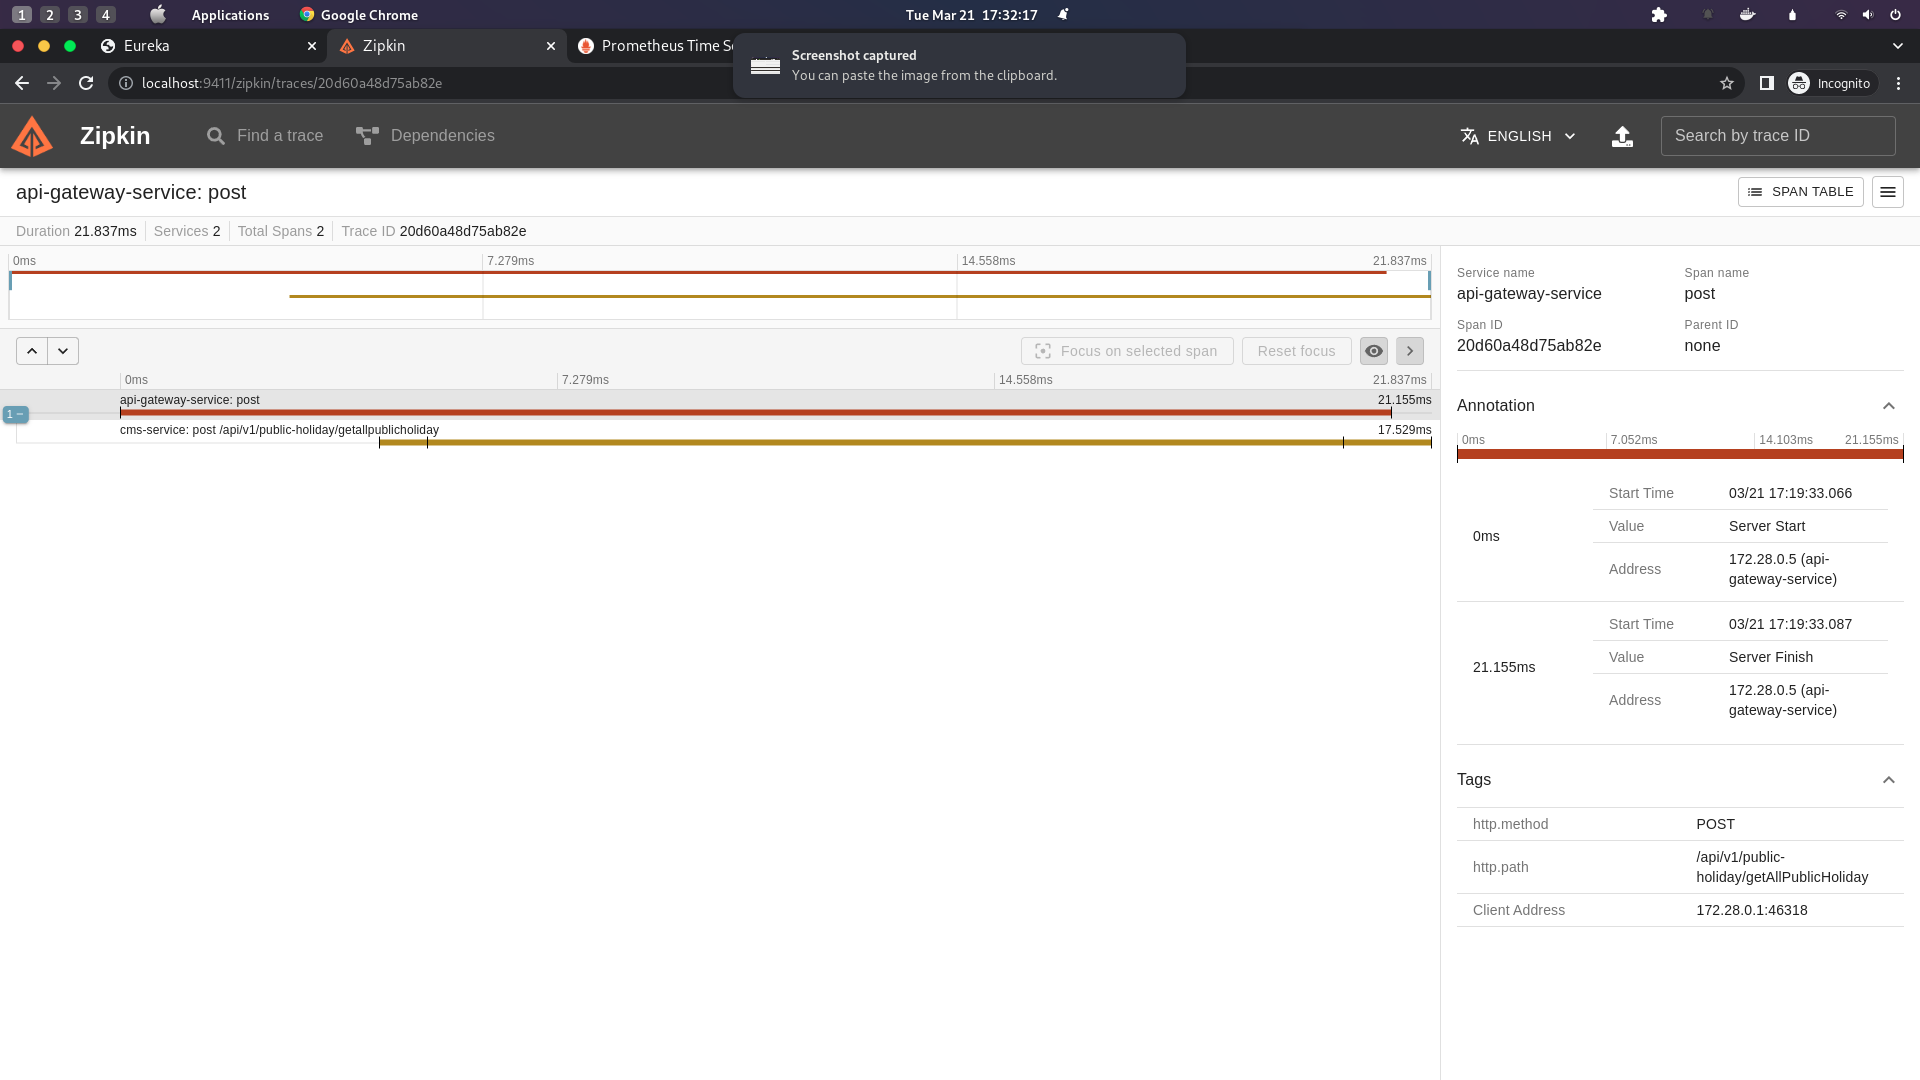 1 2 3 4 Applications Google Chrome Tue Mar 21 17:32:17
Eureka Zipkin Prometheus Time S
Screenshot captured
You can paste the image from the clipboard.
localhost:9411/zipkin/traces/20d60a48d75ab82e Incognito
Zipkin Find a trace Dependencies ENGLISH Search by trace ID
api-gateway-service: post SPAN TABLE
Duration 21.837ms Services 2 Total Spans 2 Trace ID 20d60a48d75ab82e
0ms 7.279ms 14.558ms 21.837ms
Focus on selected span Reset focus
0ms 7.279ms 14.558ms 21.837ms
api-gateway-service: post 21.155ms
1 −
cms-service: post /api/v1/public-holiday/getallpublicholiday 17.529ms
Service name Span name
api-gateway-service post
Span ID Parent ID
20d60a48d75ab82e none
Annotation
0ms 7.052ms 14.103ms 21.155ms
0ms
Start Time 03/21 17:19:33.066
Value Server Start
Address 172.28.0.5 (api-
gateway-service)
21.155ms
Start Time 03/21 17:19:33.087
Value Server Finish
Address 172.28.0.5 (api-
gateway-service)
Tags
http.method POST
http.path /api/v1/public-
holiday/getAllPublicHoliday
Client Address 172.28.0.1:46318